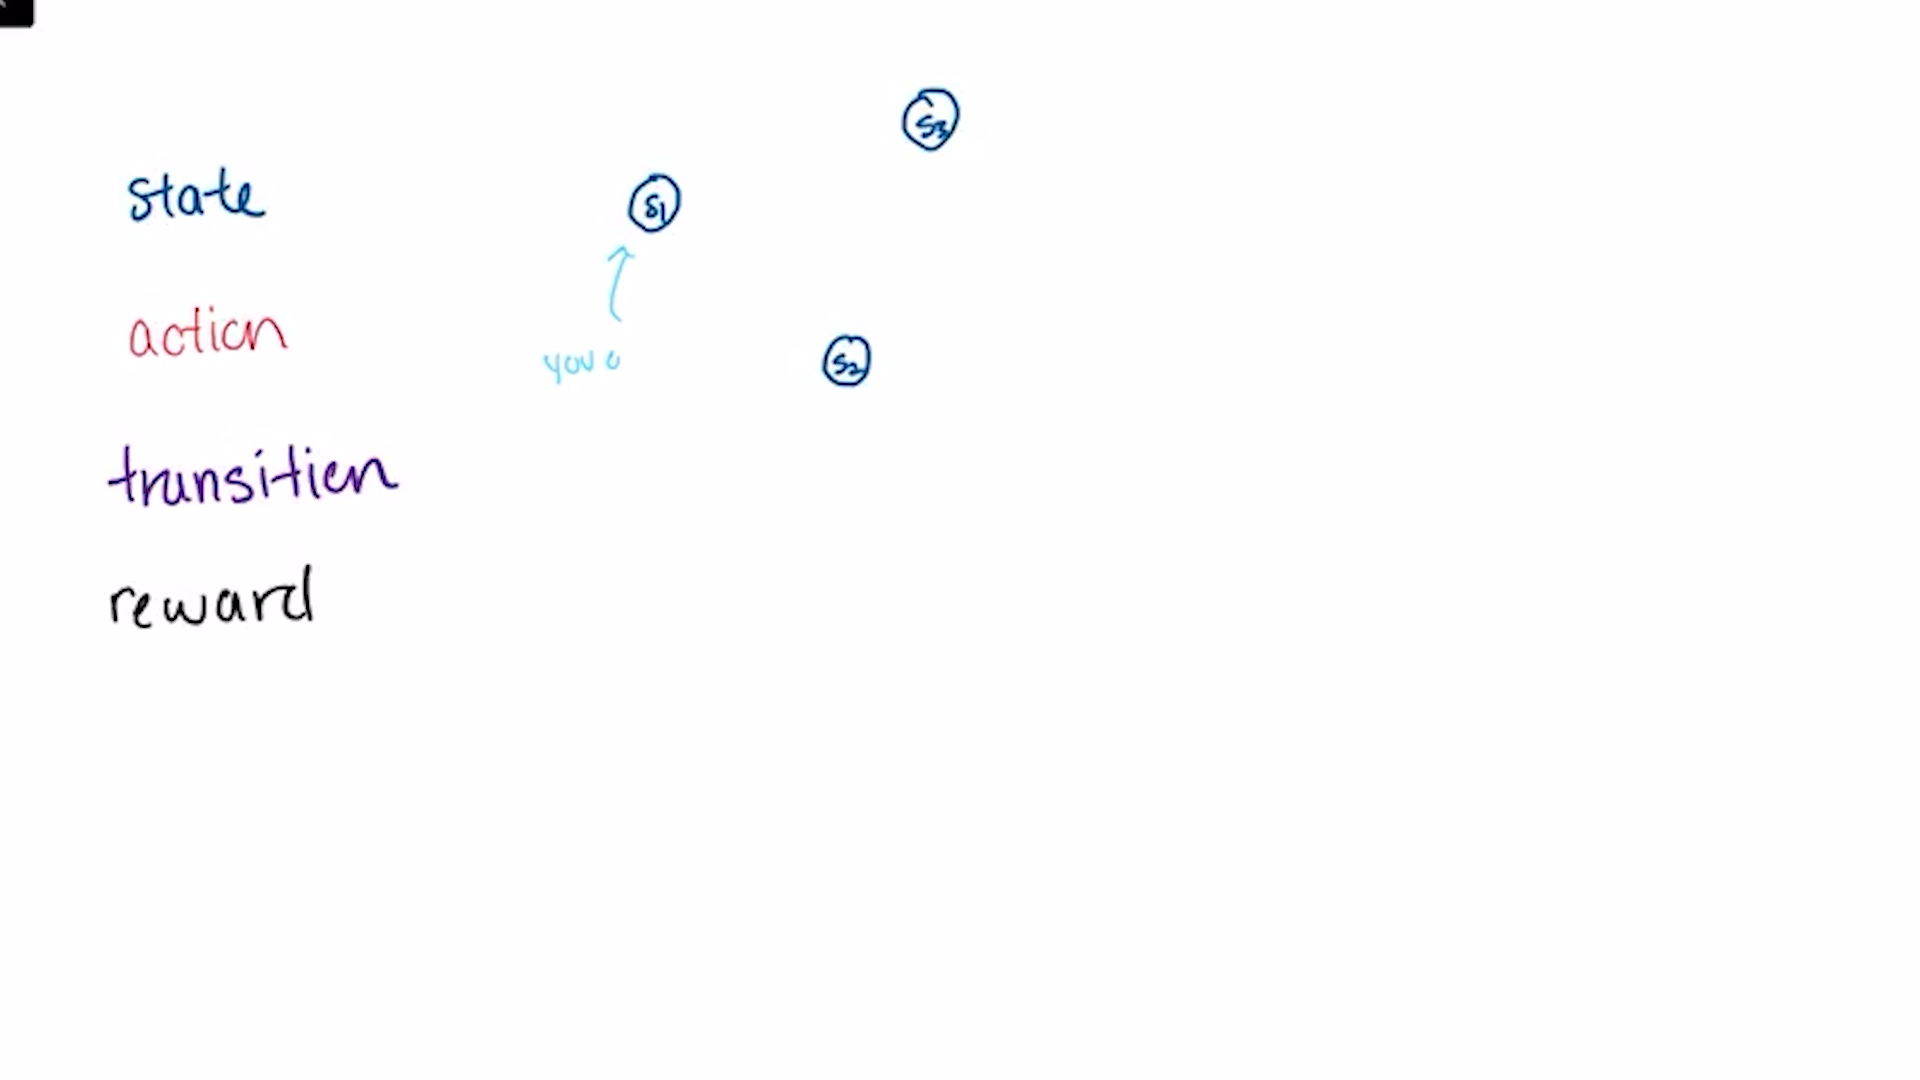 S3
state
S1
action
you
S2
transition
reward